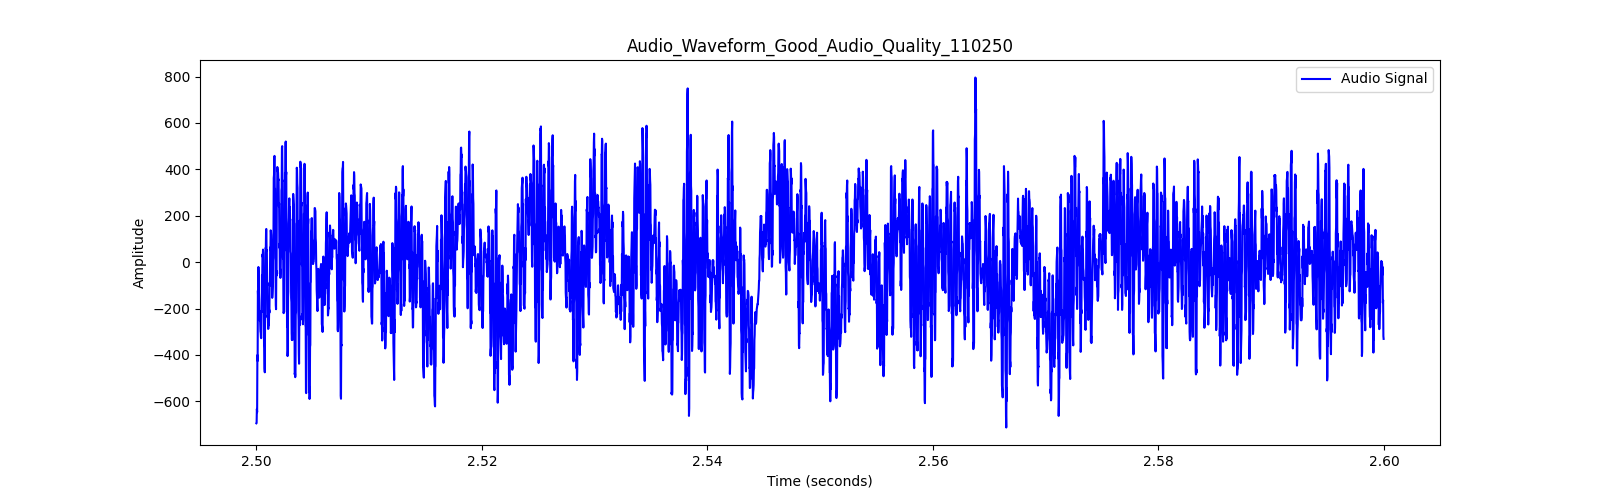 Audio_Waveform_Good_Audio_Quality_110250
Audio Signal
800
600
400
200
0
−200
−400
−600
Amplitude
2.50 2.52 2.54 2.56 2.58 2.60
Time (seconds)